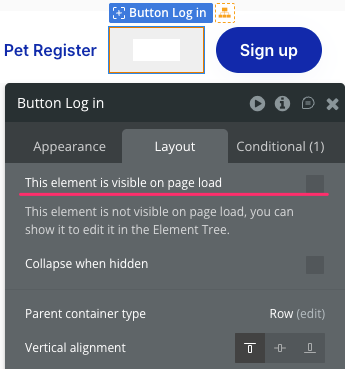 Button Log in
Pet Register
Sign up
Button Log in
Appearance Layout Conditional (1)
This element is visible on page load
This element is not visible on page load, you can
show it to edit it in the Element Tree.
Collapse when hidden
Parent container type Row (edit)
Vertical alignment